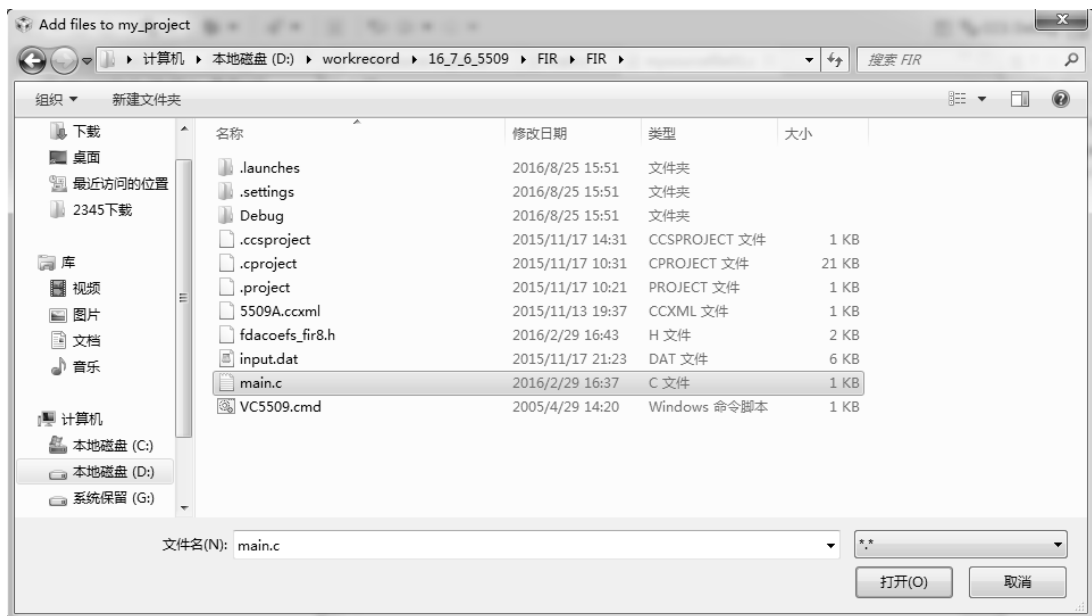 Add files to my_project
计算机 本地磁盘 (D:) workrecord 16_7_6_5509 FIR FIR 搜索 FIR
组织 新建文件夹
下载
桌面
最近访问的位置
2345下载
库
视频
图片
文档
音乐
计算机
本地磁盘 (C:)
本地磁盘 (D:)
系统保留 (G:)
名称 修改日期 类型 大小
.launches 2016/8/25 15:51 文件夹
.settings 2016/8/25 15:51 文件夹
Debug 2016/8/25 15:51 文件夹
.ccsproject 2015/11/17 14:31 CCSPROJECT 文件 1 KB
.cproject 2015/11/17 10:31 CPROJECT 文件 21 KB
.project 2015/11/17 10:21 PROJECT 文件 1 KB
5509A.ccxml 2015/11/13 19:37 CCXML 文件 1 KB
fdacoefs_fir8.h 2016/2/29 16:43 H 文件 2 KB
input.dat 2015/11/17 21:23 DAT 文件 6 KB
main.c 2016/2/29 16:37 C 文件 1 KB
VC5509.cmd 2005/4/29 14:20 Windows 命令脚本 1 KB
文件名(N): main.c *.*
打开(O) 取消